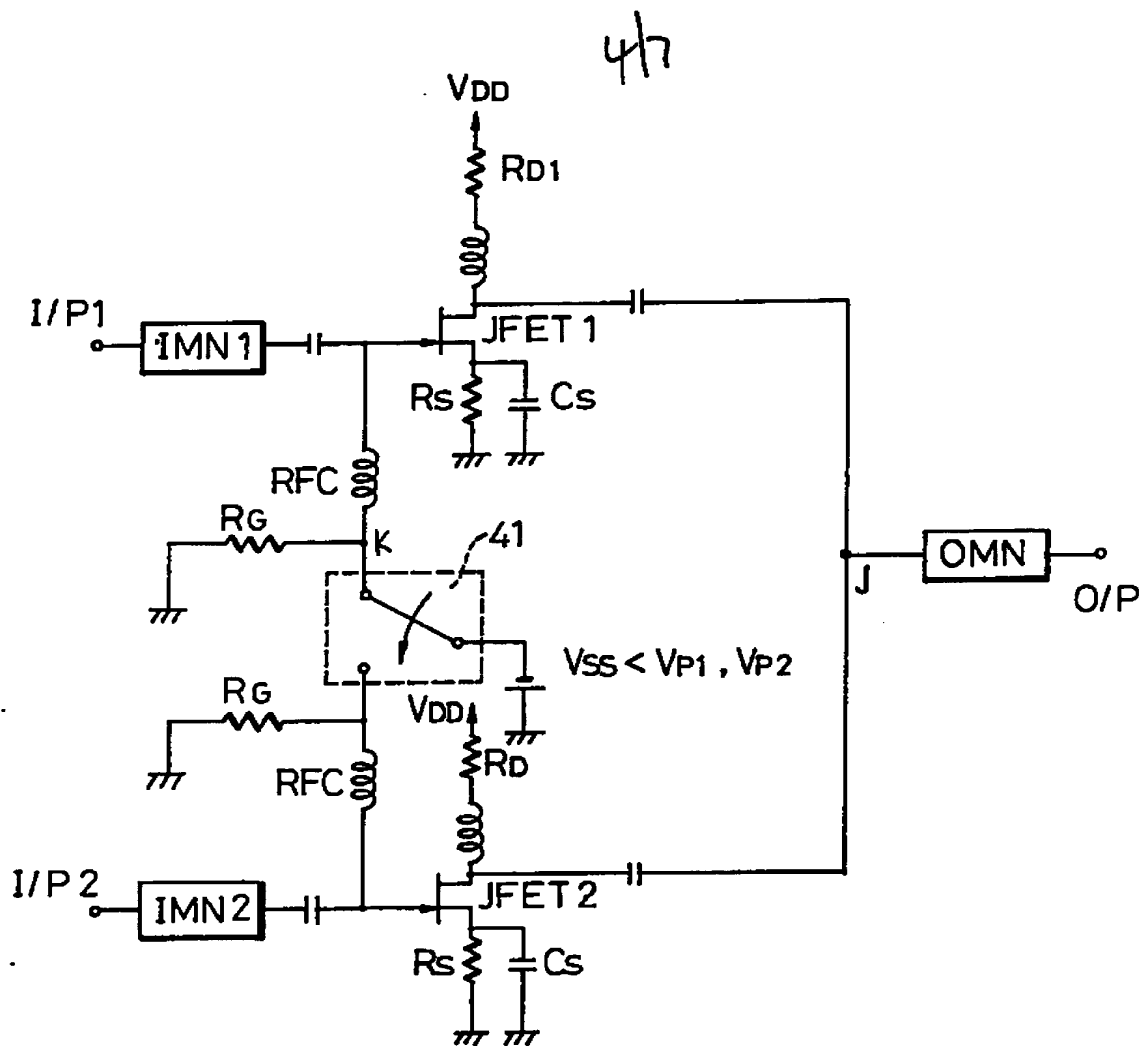 4/7
VDD
RD1
I/P1
IMN1
JFET1
Rs
Cs
RFC
RG
K
41
J
OMN
O/P
VSS < VP1, VP2
RG
VDD
RD
RFC
I/P2
IMN2
JFET2
Rs
Cs